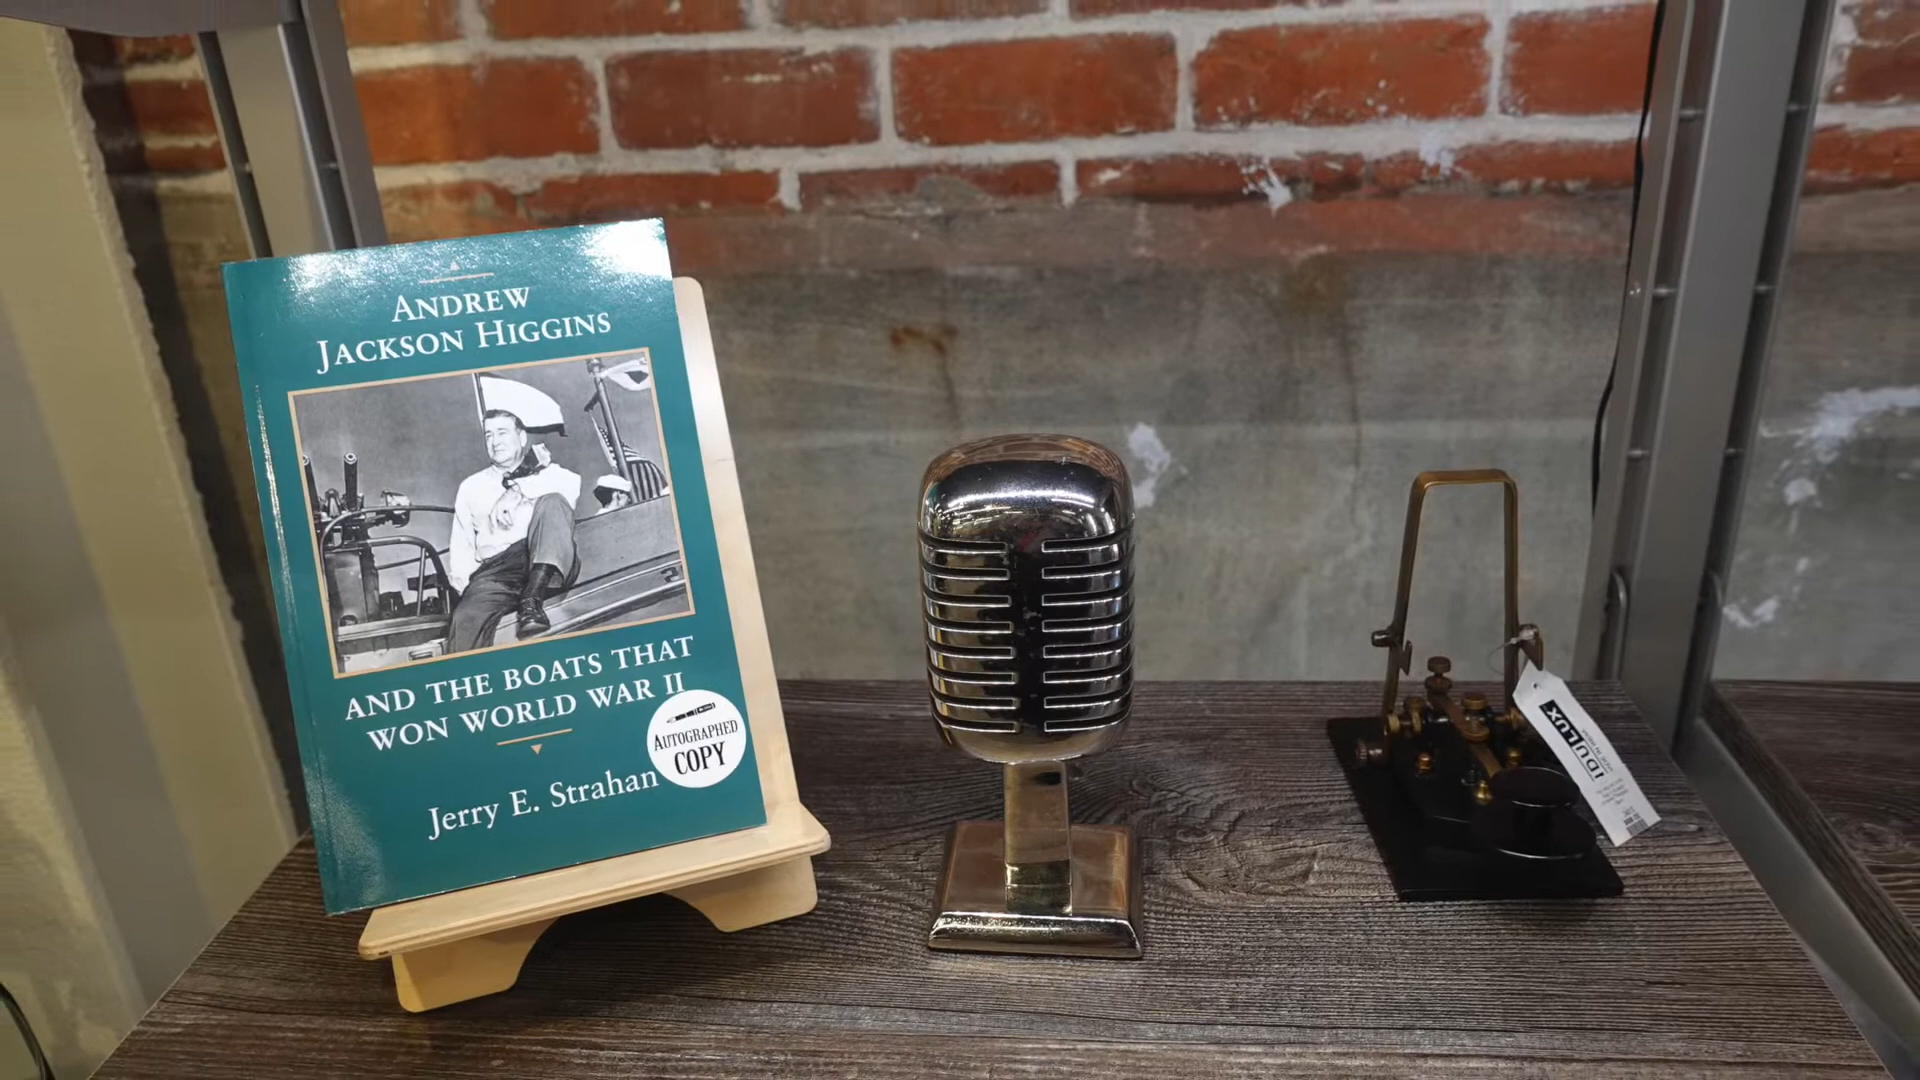 ANDREW
JACKSON HIGGINS
AND THE BOATS THAT
WON WORLD WAR II
AUTOGRAPHED
COPY
Jerry E. Strahan
IDULUX